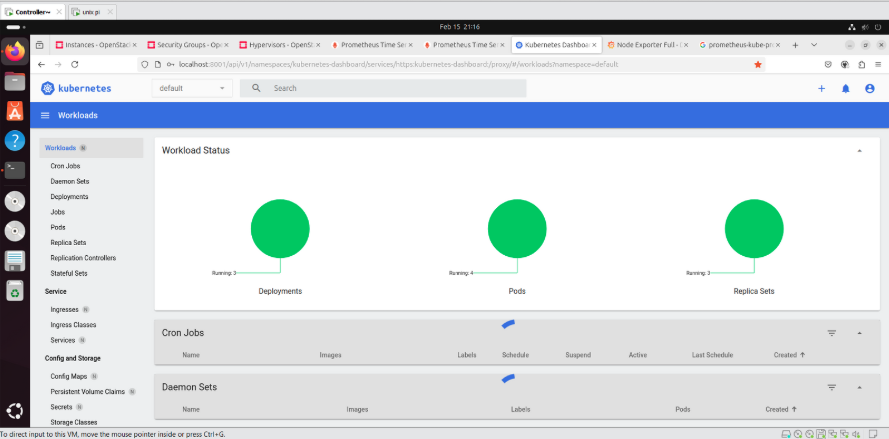 Controller~ unix pi
Feb 15 21:16
Instances - OpenStac Security Groups - Ope Hypervisors - OpenSt Prometheus Time Ser Prometheus Time Ser Kubernetes Dashboa Node Exporter Full - prometheus-kube-pr
localhost:8001/api/v1/namespaces/kubernetes-dashboard/services/https:kubernetes-dashboard:/proxy/#/workloads?namespace=default
kubernetes default Search
Workloads
Workloads N
Cron Jobs
Daemon Sets
Deployments
Jobs
Pods
Replica Sets
Replication Controllers
Stateful Sets
Service
Ingresses N
Ingress Classes
Services N
Config and Storage
Config Maps N
Persistent Volume Claims N
Secrets N
Storage Classes
Workload Status
Running: 3 Running: 4 Running: 3
Deployments Pods Replica Sets
Cron Jobs
Name Images Labels Schedule Suspend Active Last Schedule Created
Daemon Sets
Name Images Labels Pods Created
To direct input to this VM, move the mouse pointer inside or press Ctrl+G.